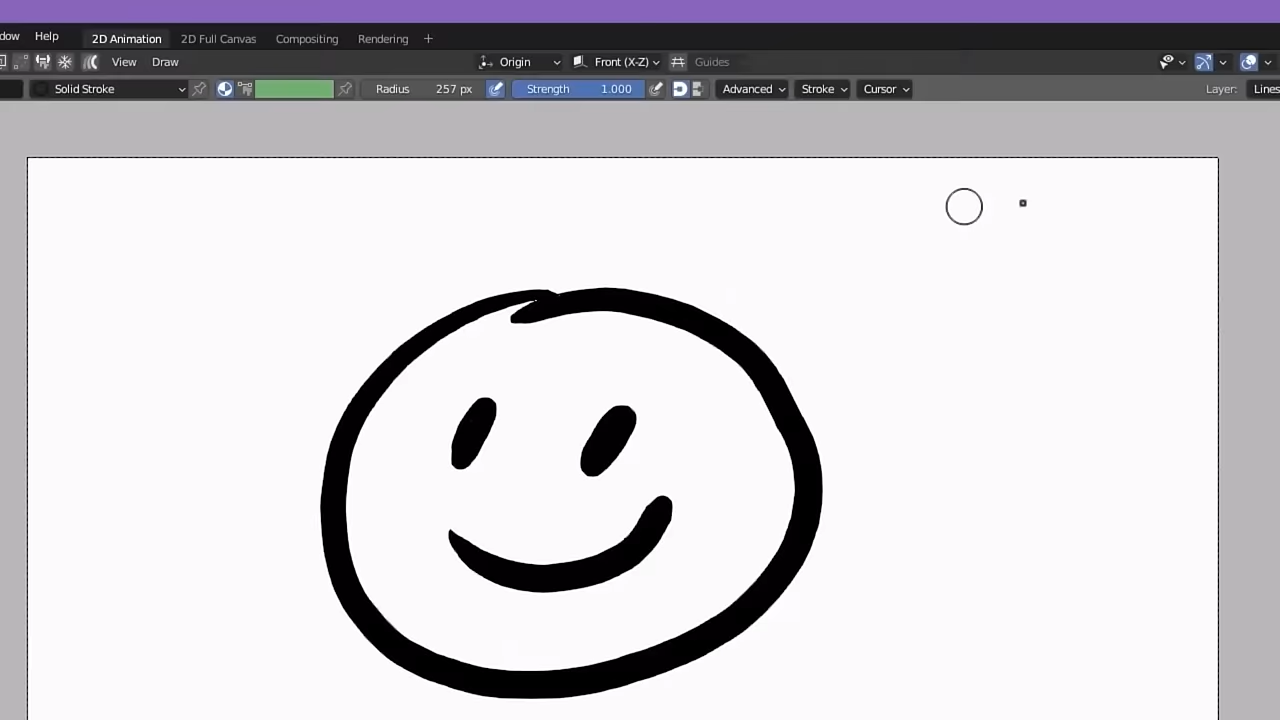 dow Help 2D Animation 2D Full Canvas Compositing Rendering +
View Draw Origin Front (X-Z) Guides
Solid Stroke Radius 257 px Strength 1.000 Advanced Stroke Cursor Layer: Lines